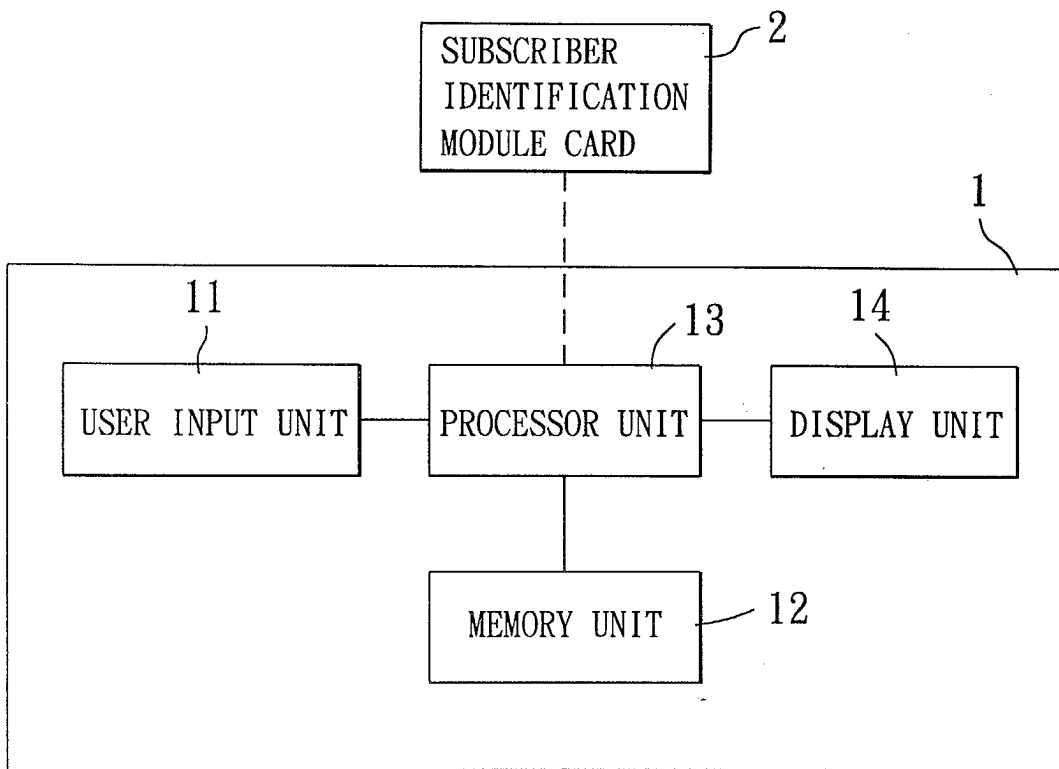 2
SUBSCRIBER
IDENTIFICATION
MODULE CARD
1
11
13
14
USER INPUT UNIT
PROCESSOR UNIT
DISPLAY UNIT
MEMORY UNIT
12